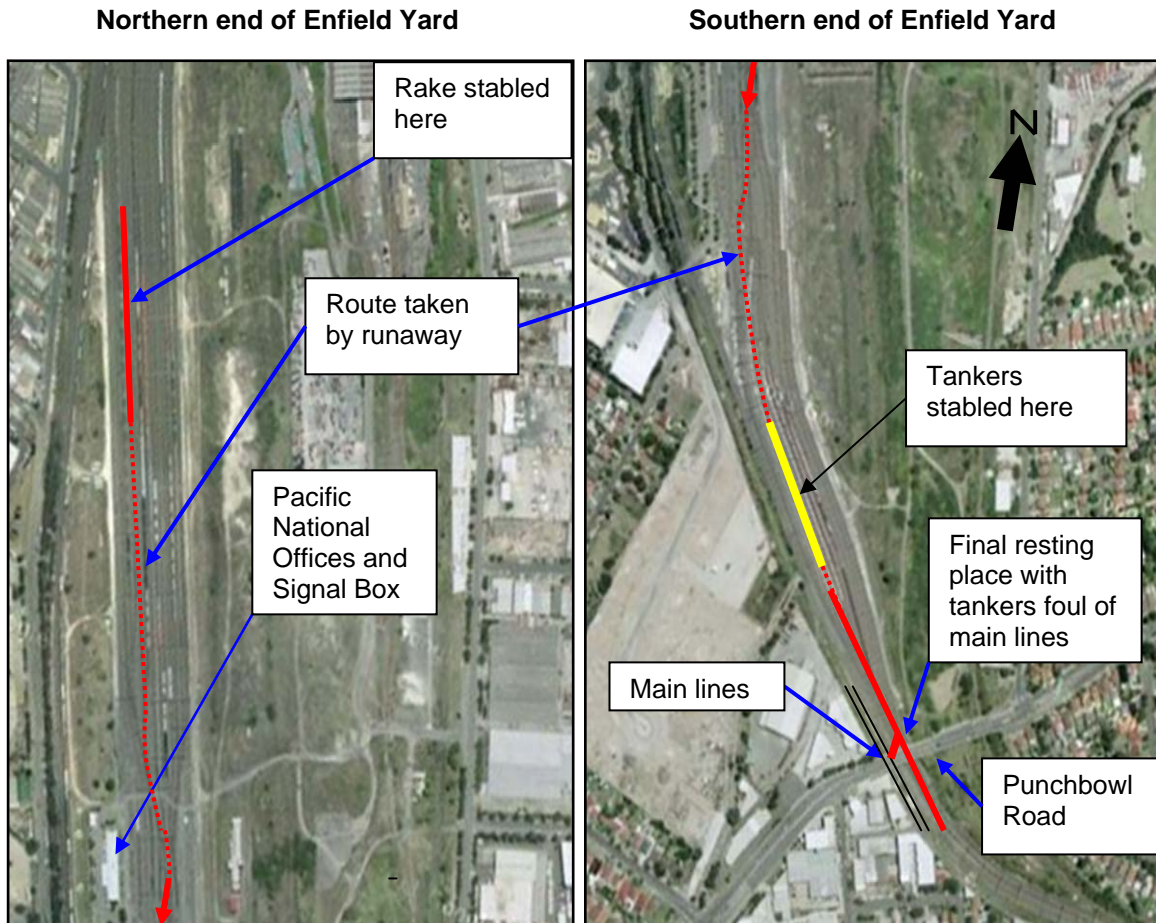 Northern end of Enfield Yard
Southern end of Enfield Yard
Rake stabled
here
Route taken
by runaway
Pacific
National
Offices and
Signal Box
N
Tankers
stabled here
Final resting
place with
tankers foul of
main lines
Main lines
Punchbowl
Road